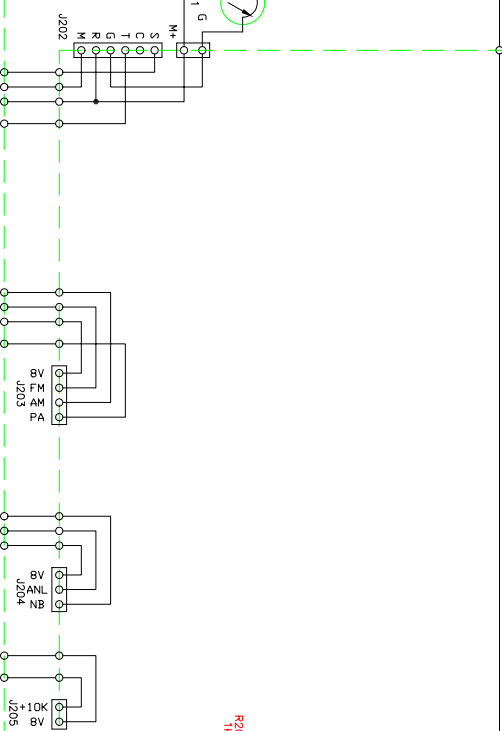 1
G
M+
J202
M R G T C S
8V
FM
AM
PA
J203
8V
ANL
NB
J204
+10K
8V
J205